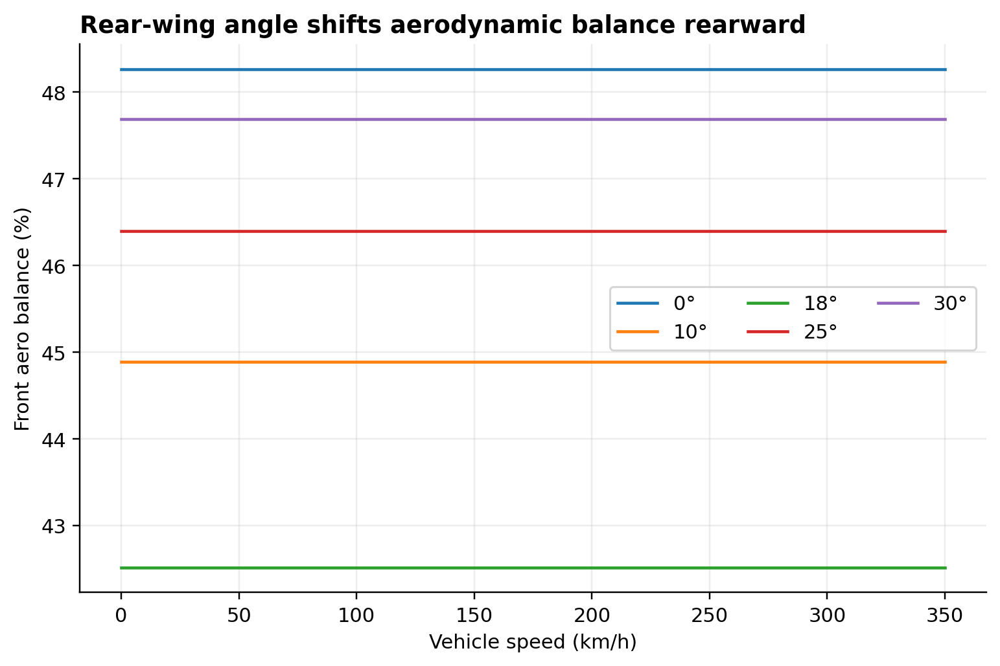 Rear-wing angle shifts aerodynamic balance rearward
Front aero balance (%)
48
47
46
45
44
43
0° 18° 30°
10° 25°
0 50 100 150 200 250 300 350
Vehicle speed (km/h)